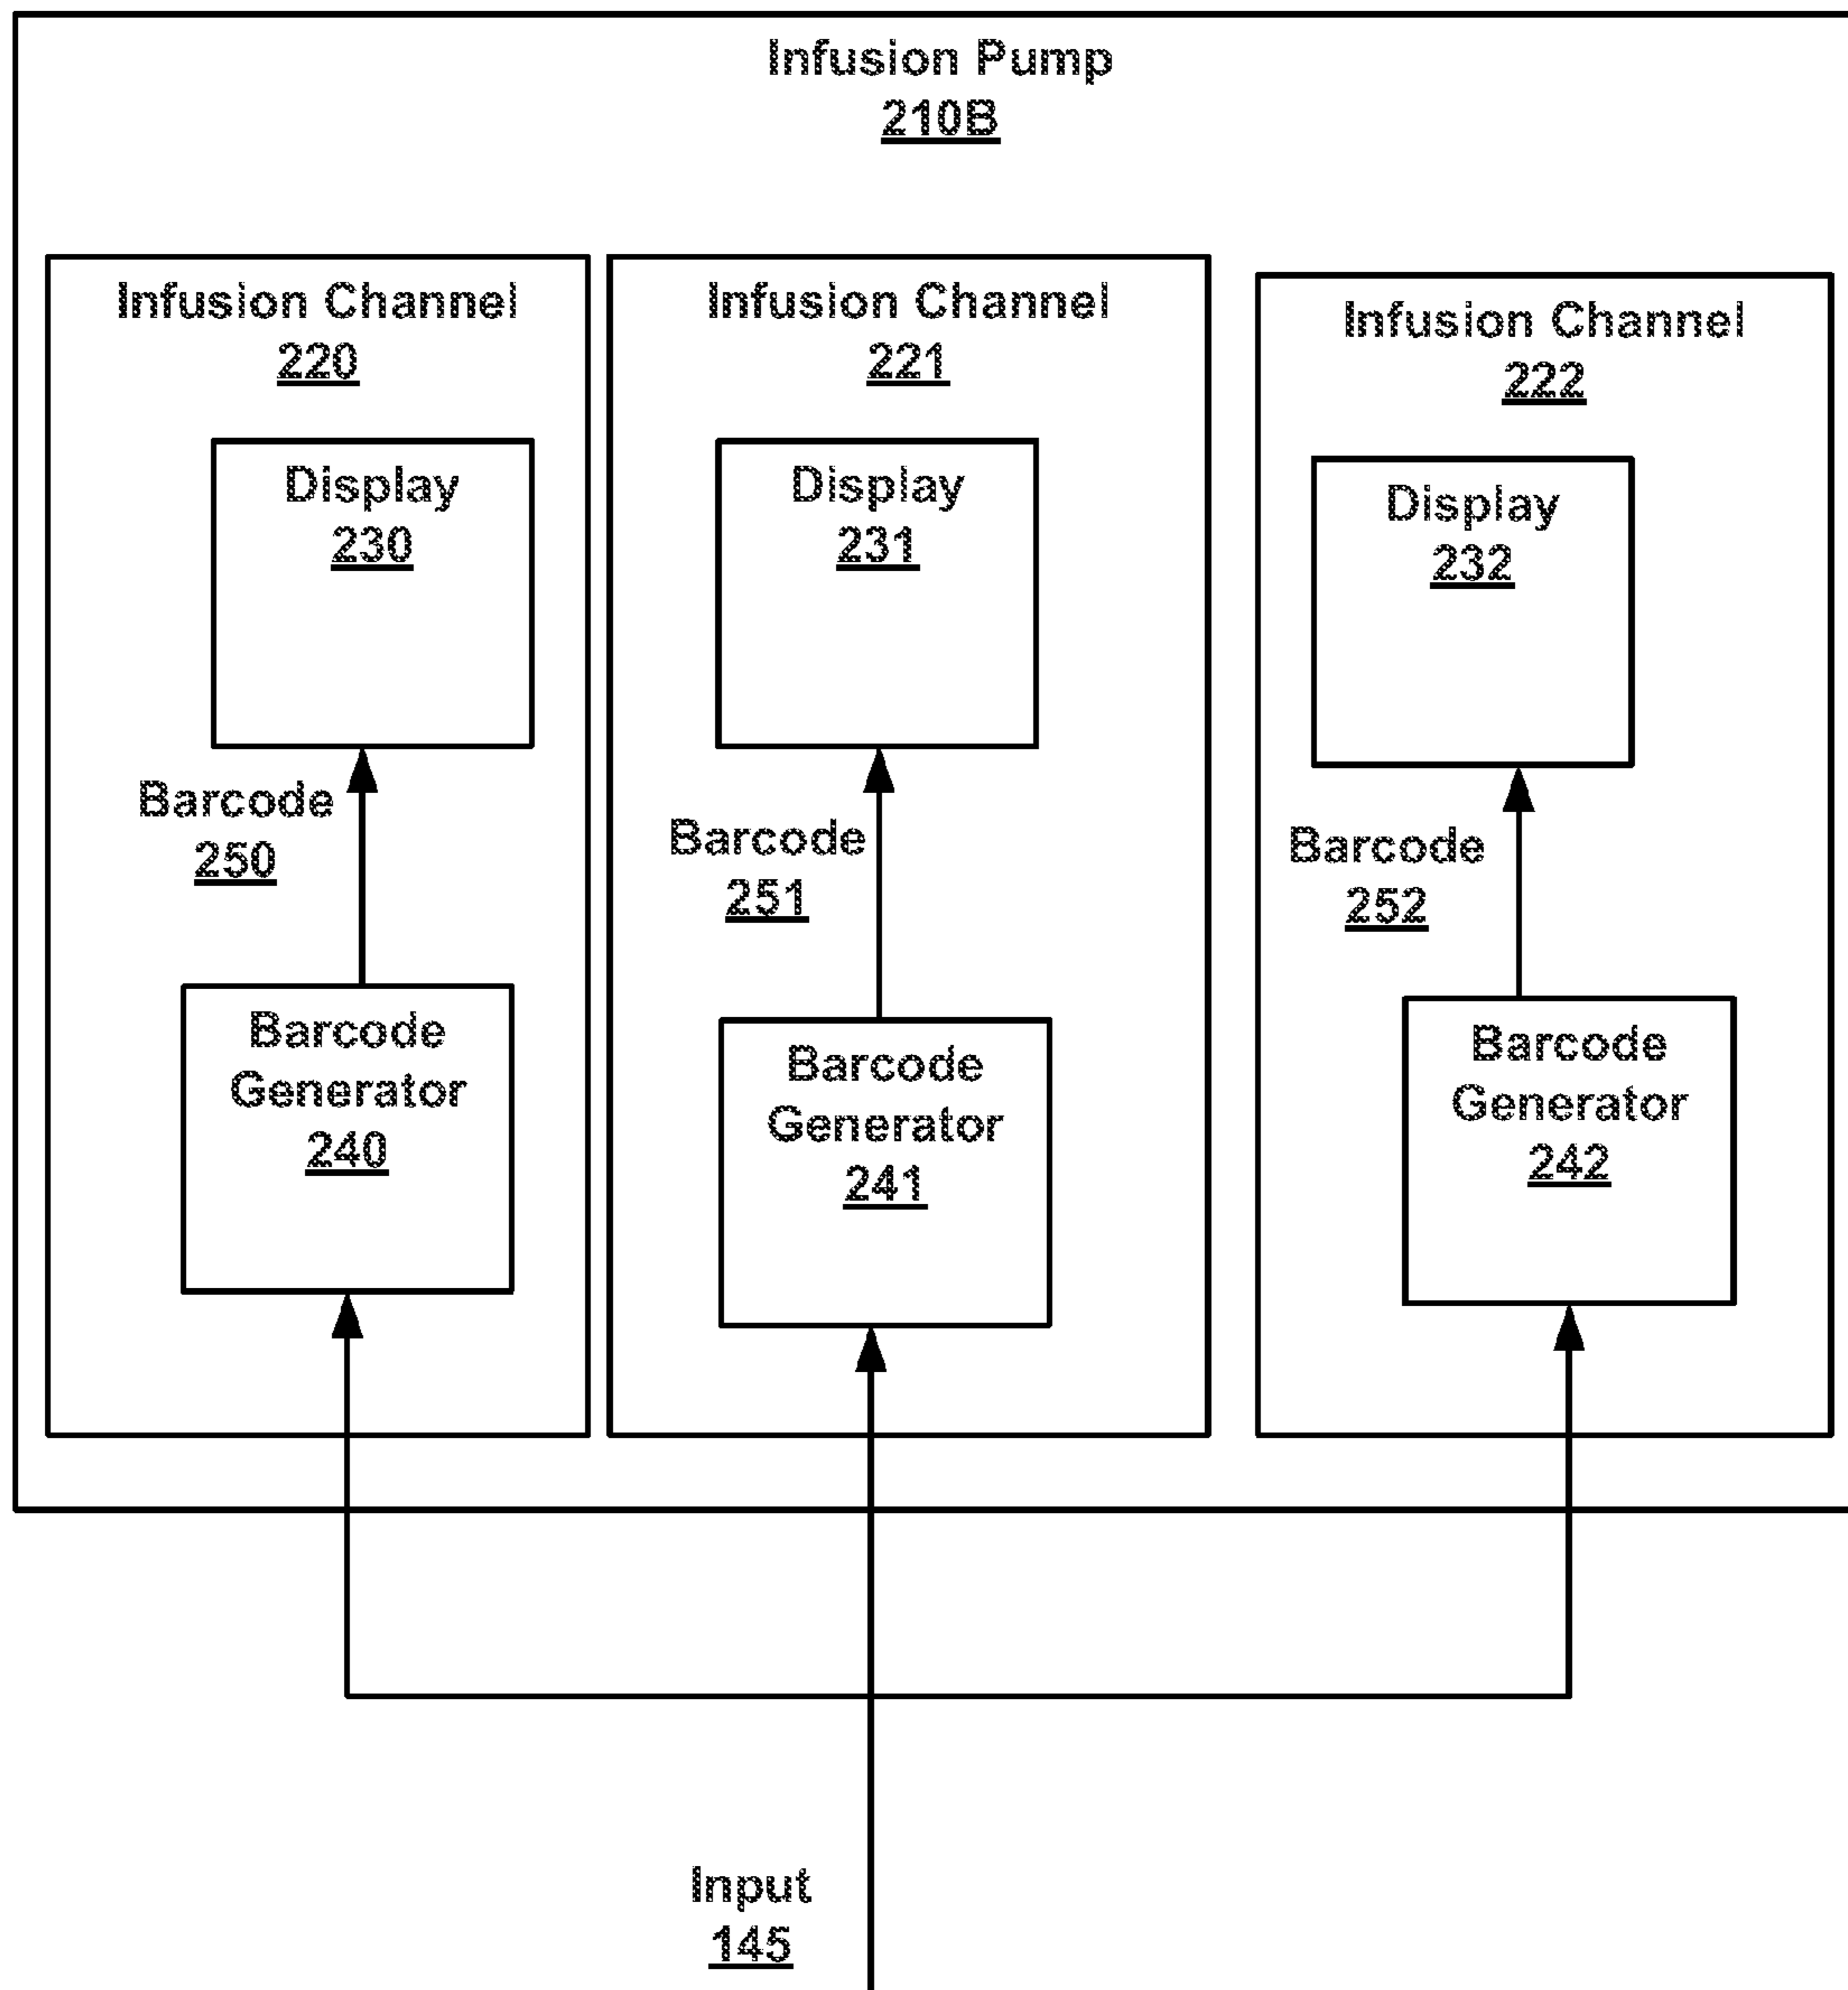 Infusion Pump
210B
Infusion Channel
220
Display
230
Barcode
250
Barcode
Generator
240
Infusion Channel
221
Display
231
Barcode
251
Barcode
Generator
241
Infusion Channel
222
Display
232
Barcode
252
Barcode
Generator
242
Input
145